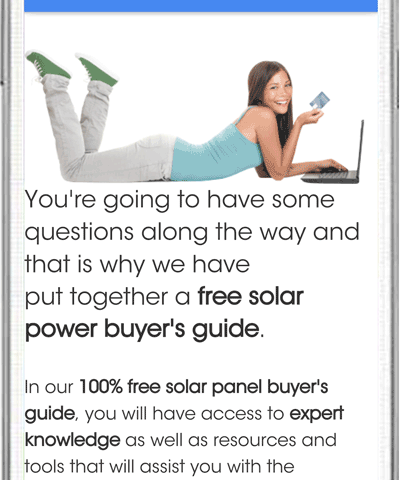 You're going to have some
questions along the way and
that is why we have
put together a free solar
power buyer's guide.
In our 100% free solar panel buyer's
guide, you will have access to expert
knowledge as well as resources and
tools that will assist you with the